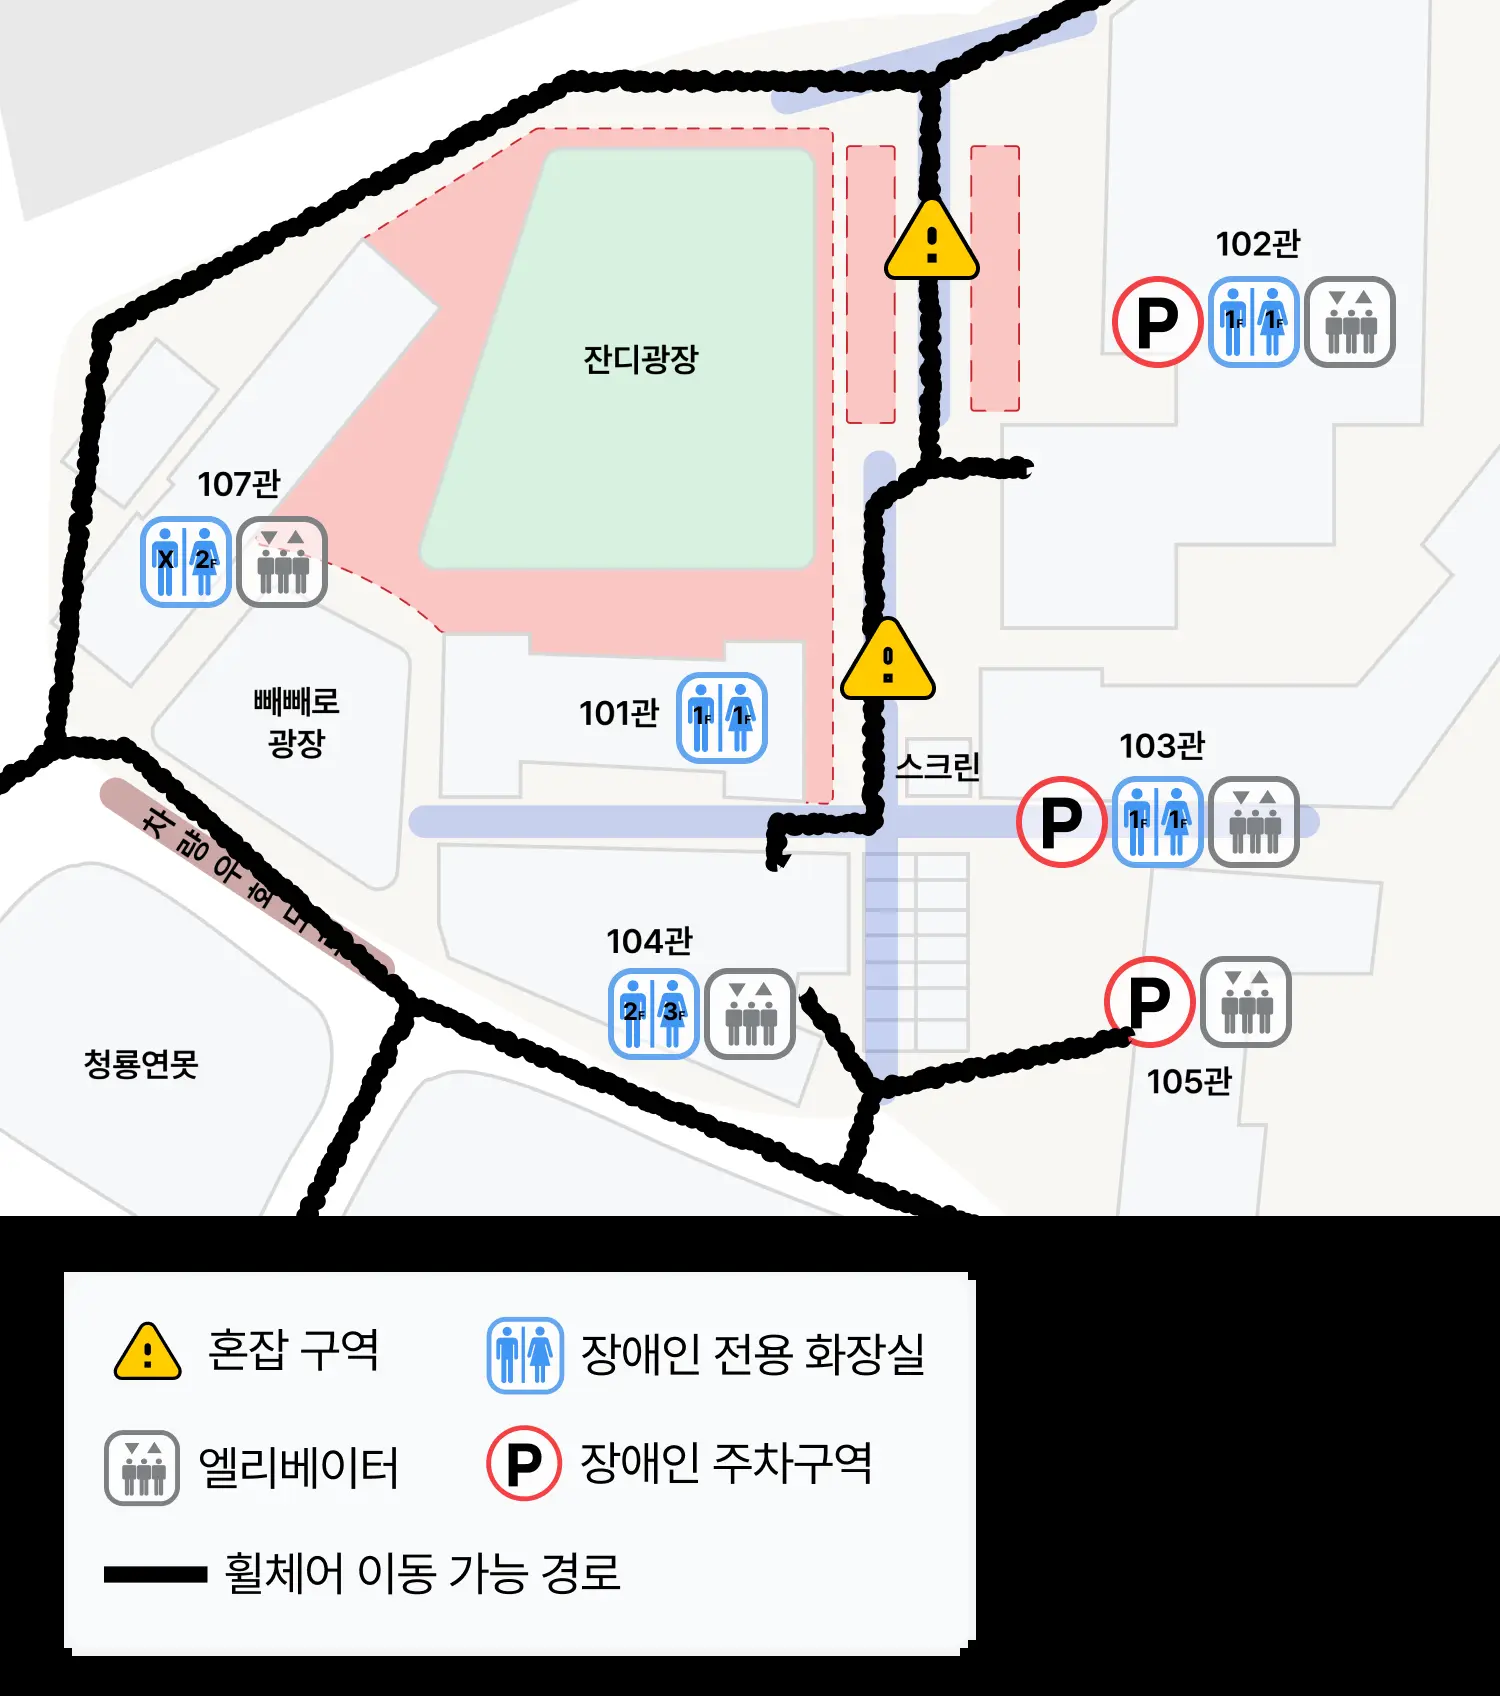 102관
P
1F 1F
잔디광장
107관
X 2F
빼빼로
광장
101관
1F 1F
스크린
103관
P
1F 1F
차 없 는
104관
2F 3F
P
105관
청룡연못
혼잡 구역
장애인 전용 화장실
엘리베이터
P
장애인 주차구역
휠체어 이동 가능 경로